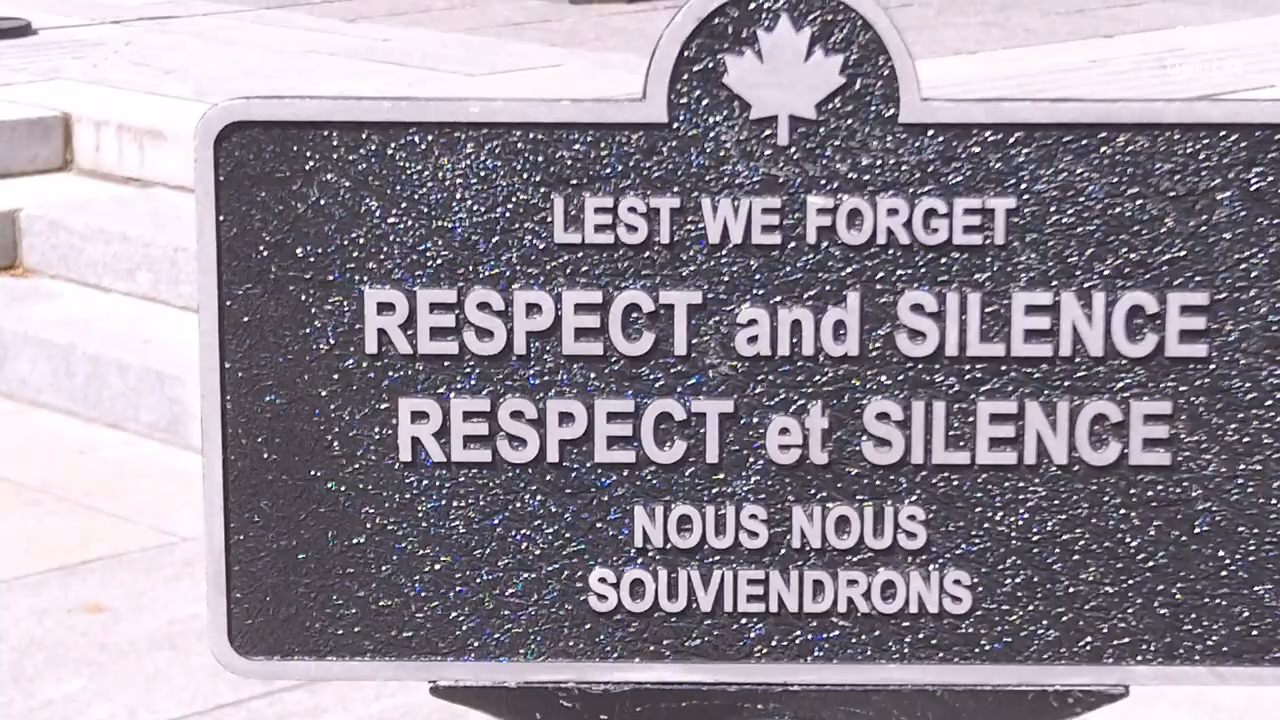 LEST WE FORGET
RESPECT and SILENCE
RESPECT et SILENCE
NOUS NOUS
SOUVIENDRONS